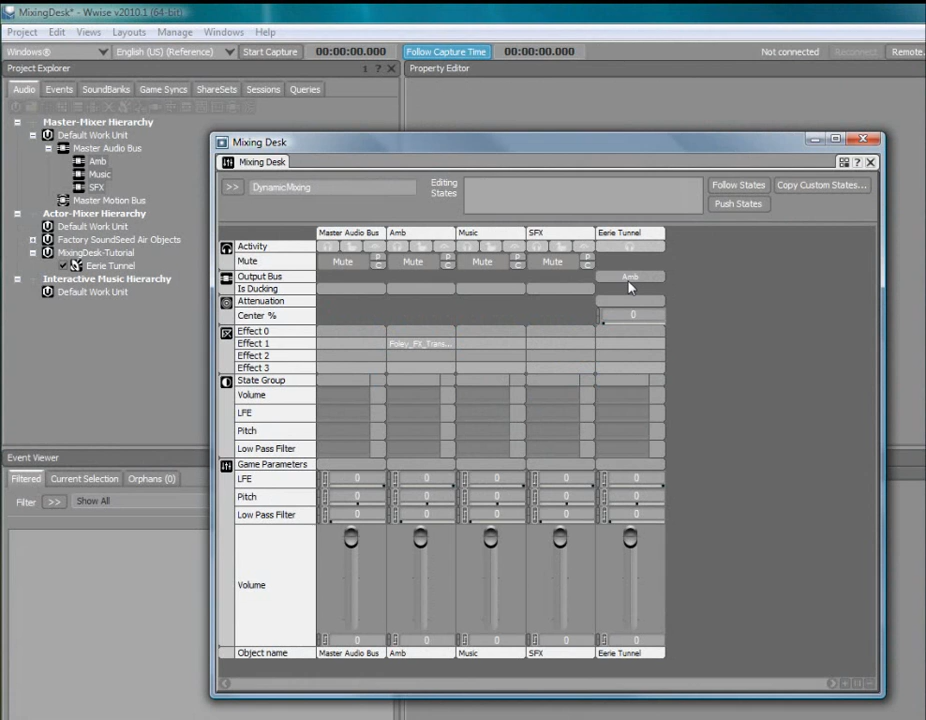 MixingDesk* - Wwise v2010.1 (64-bit)
Project Edit Views Layouts Manage Windows Help
Windows® English (US) (Reference) Start Capture 00:00:00.000 Follow Capture Time 00:00:00.000 Not connected Reconnect Remote.
Project Explorer 1 ? X Property Editor
Audio Events SoundBanks Game Syncs ShareSets Sessions Queries
Master-Mixer Hierarchy
Default Work Unit
Master Audio Bus
Amb
Music
SFX
Master Motion Bus
Actor-Mixer Hierarchy
Default Work Unit
Factory SoundSeed Air Objects
MixingDesk-Tutorial
Eerie Tunnel
Interactive Music Hierarchy
Default Work Unit
Event Viewer
Filtered Current Selection Orphans (0)
Filter >> Show All
Mixing Desk
Mixing Desk ? X
>> DynamicMixing Editing States Follow States Copy Custom States...
Push States
Master Audio Bus Amb Music SFX Eerie Tunnel
Activity
Mute Mute P C Mute P C Mute P C Mute P C
Output Bus Amb
Is Ducking
Attenuation
Center % 0
Effect 0
Effect 1 Foley_FX_Trans...
Effect 2
Effect 3
State Group
Volume
LFE
Pitch
Low Pass Filter
Game Parameters
LFE 0 0 0 0 0
Pitch 0 0 0 0 0
Low Pass Filter 0 0 0 0 0
Volume
0 0 0 0 0
Object name Master Audio Bus Amb Music SFX Eerie Tunnel